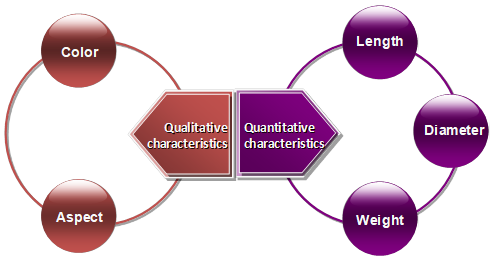 Color
Length
Qualitative
characteristics
Quantitative
characteristics
Diameter
Aspect
Weight